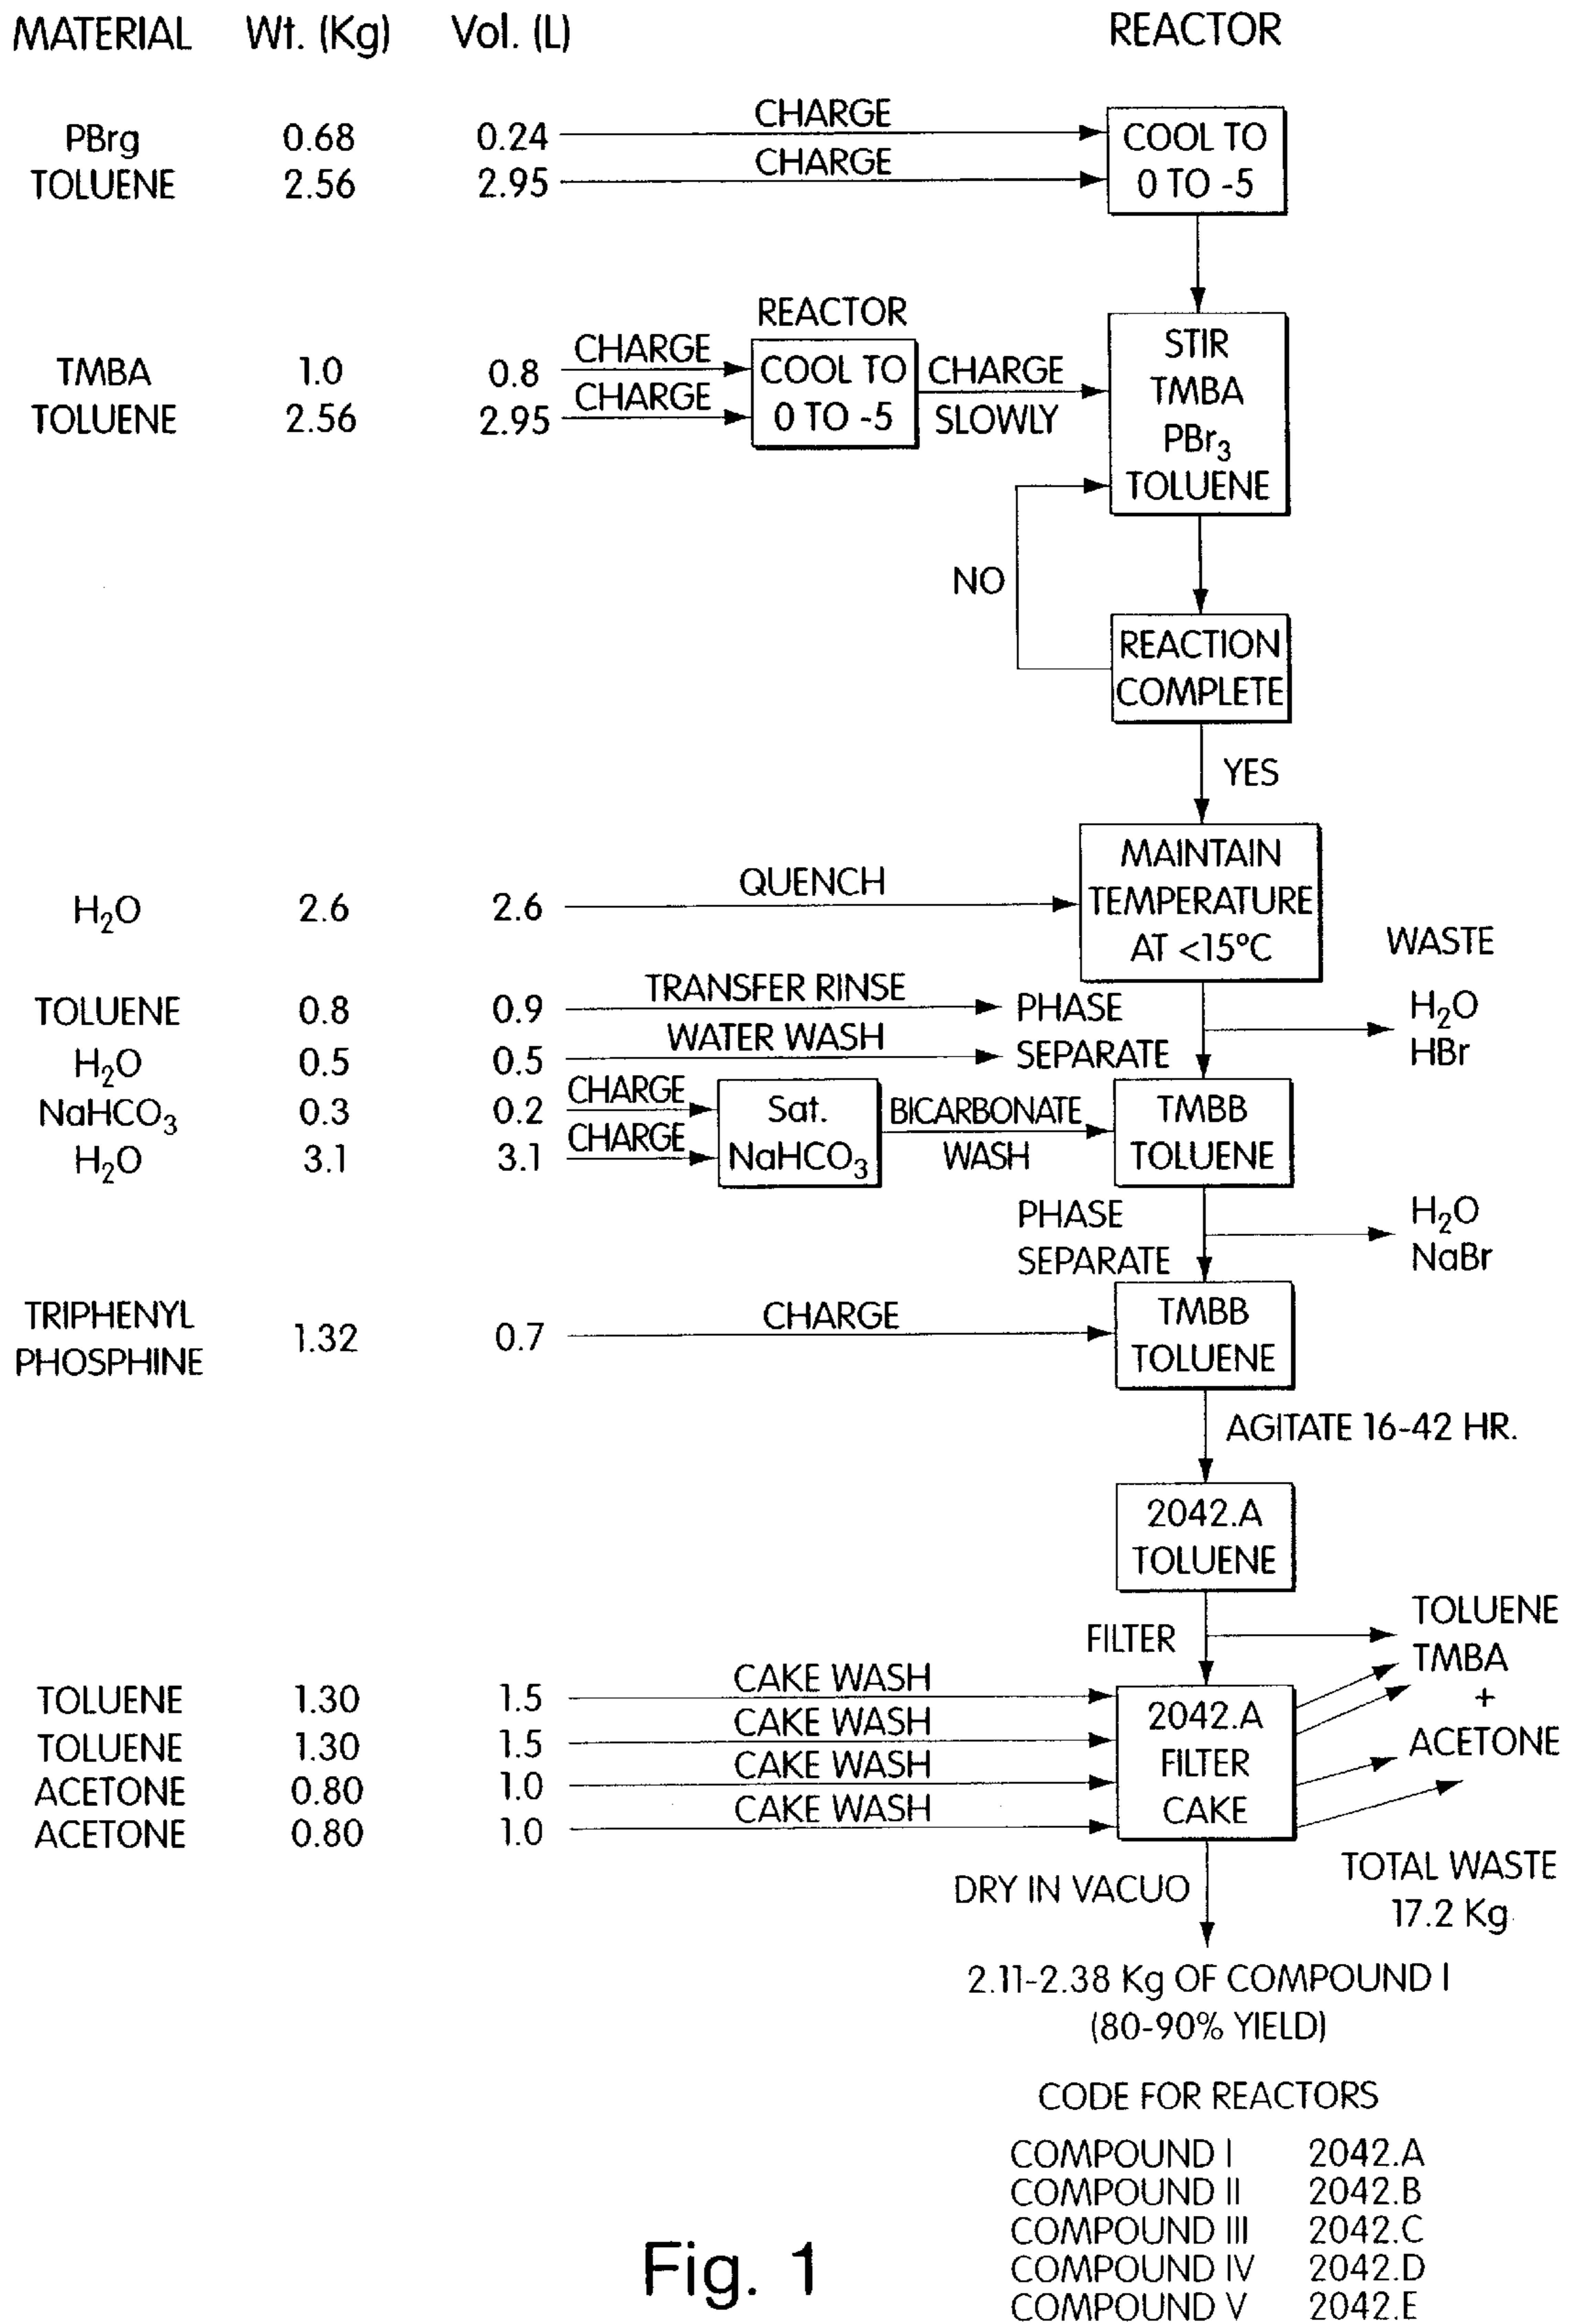 MATERIAL Wt. (Kg) Vol. (L) REACTOR
PBrg 0.68 0.24 CHARGE COOL TO
TOLUENE 2.56 2.95 CHARGE 0 TO -5
REACTOR
TMBA 1.0 0.8 CHARGE COOL TO CHARGE
TOLUENE 2.56 2.95 CHARGE 0 TO -5 SLOWLY
STIR
TMBA
PBr₃
TOLUENE
NO
REACTION
COMPLETE
YES
H₂O 2.6 2.6 QUENCH
MAINTAIN
TEMPERATURE
AT <15°C
WASTE
TOLUENE 0.8 0.9 TRANSFER RINSE PHASE H₂O
H₂O 0.5 0.5 WATER WASH SEPARATE HBr
NaHCO₃ 0.3 0.2 CHARGE Sat. BICARBONATE TMBB
H₂O 3.1 3.1 CHARGE NaHCO₃ WASH TOLUENE
PHASE H₂O
SEPARATE NaBr
TRIPHENYL
PHOSPHINE
1.32 0.7 CHARGE
TMBB
TOLUENE
AGITATE 16-42 HR.
2042.A
TOLUENE
FILTER
TOLUENE
TMBA
+
ACETONE
TOLUENE 1.30 1.5 CAKE WASH
TOLUENE 1.30 1.5 CAKE WASH
ACETONE 0.80 1.0 CAKE WASH
ACETONE 0.80 1.0 CAKE WASH
2042.A
FILTER
CAKE
DRY IN VACUO
TOTAL WASTE
17.2 Kg
2.11-2.38 Kg OF COMPOUND I
(80-90% YIELD)
CODE FOR REACTORS
COMPOUND I 2042.A
COMPOUND II 2042.B
COMPOUND III 2042.C
COMPOUND IV 2042.D
COMPOUND V 2042.E
Fig. 1